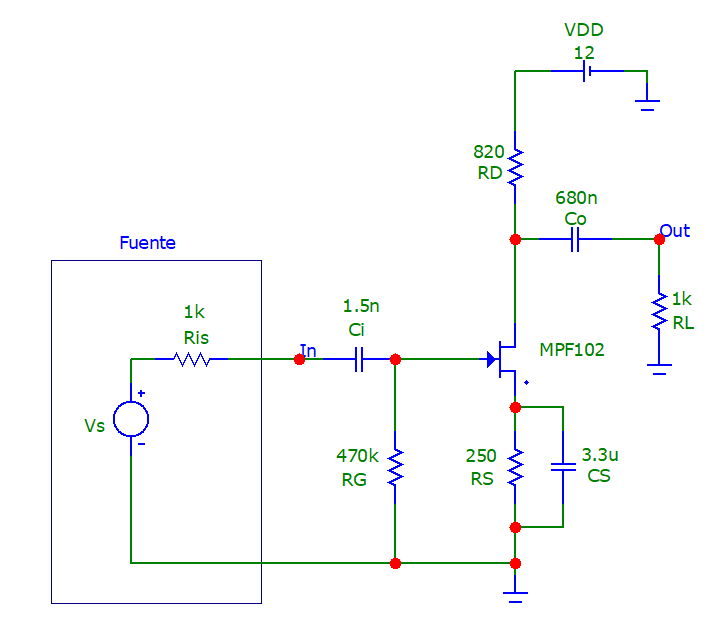 VDD
12
820
RD
680n
Co
Out
Fuente
1k
Ris
1.5n
Ci
In
1k
RL
MPF102
+
Vs
-
470k
RG
250
RS
3.3u
CS